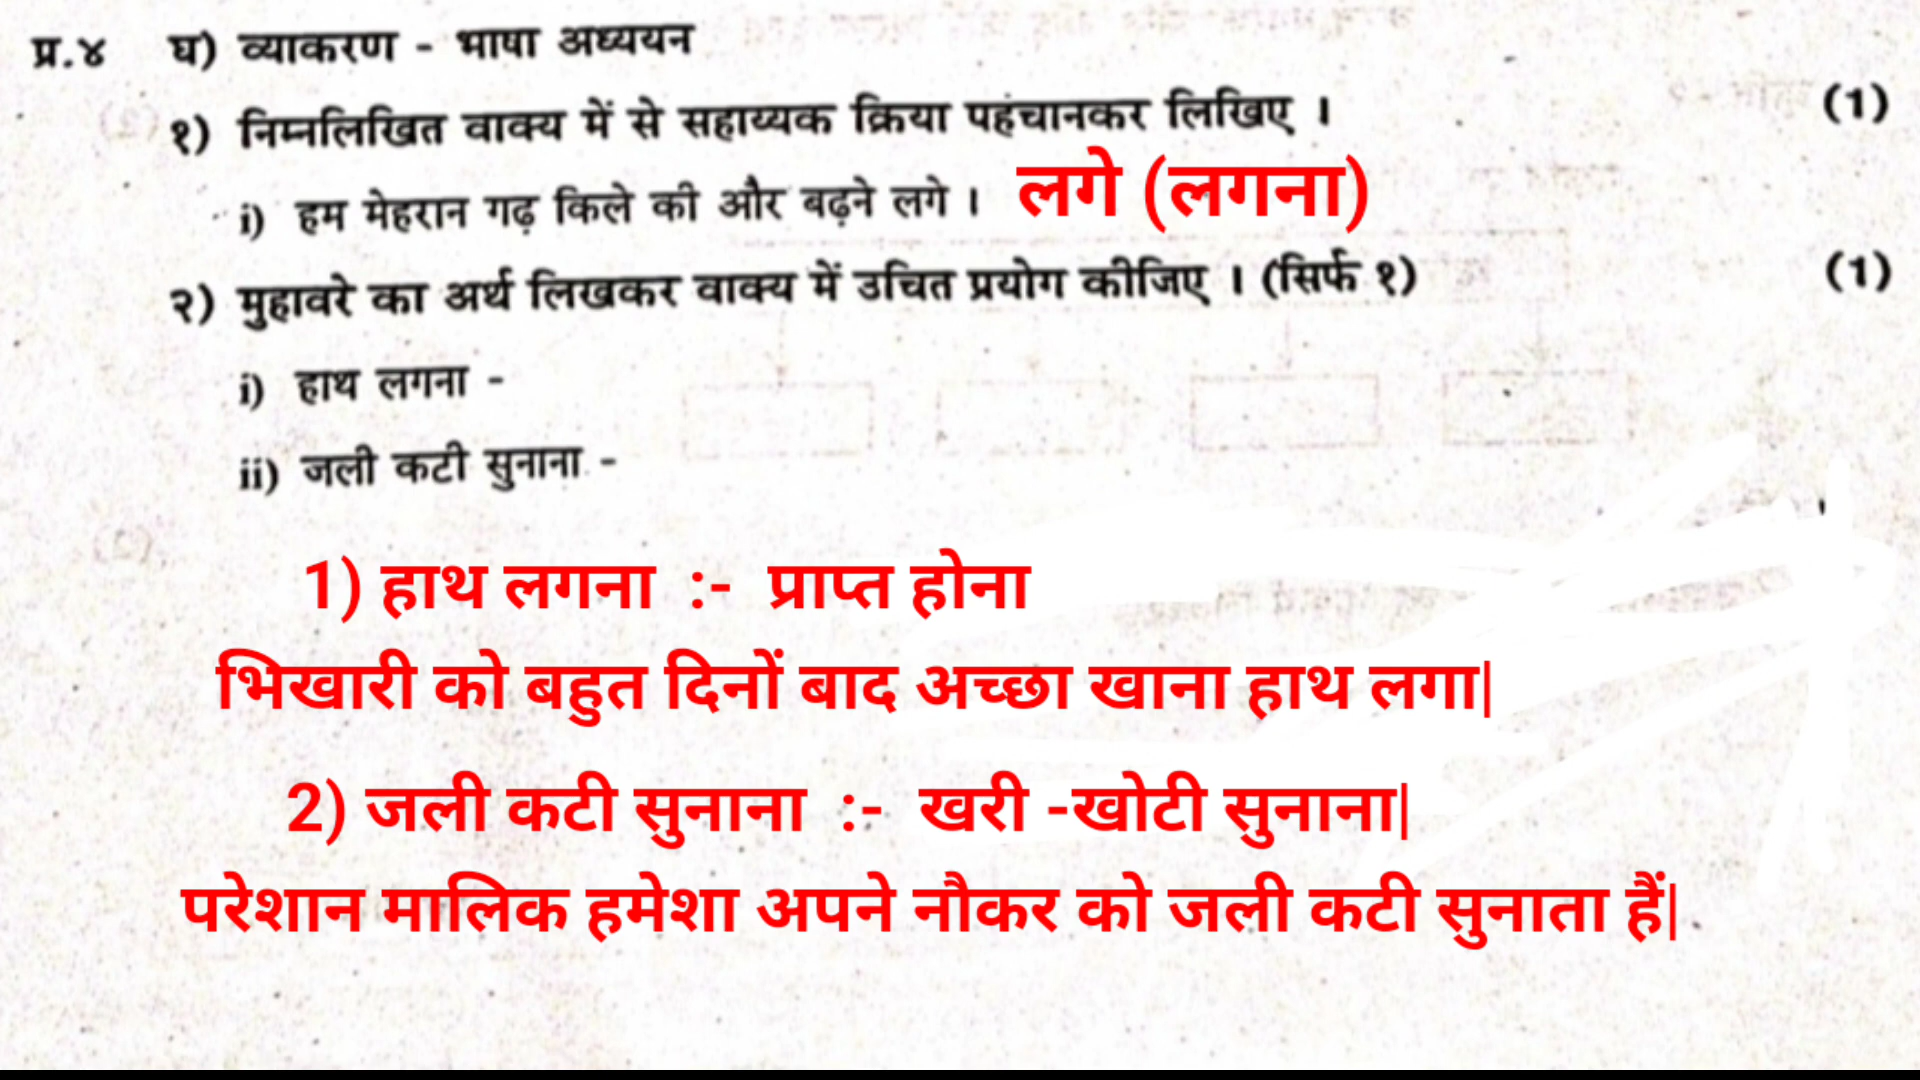 प्र.४ घ) व्याकरण - भाषा अध्ययन
१) निम्नलिखित वाक्य में से सहाय्यक क्रिया पहंचानकर लिखिए । (1)
i) हम मेहरान गढ़ किले की और बढ़ने लगे । लगे (लगना)
२) मुहावरे का अर्थ लिखकर वाक्य में उचित प्रयोग कीजिए । (सिर्फ १) (1)
i) हाथ लगना -
ii) जली कटी सुनाना -
1) हाथ लगना :- प्राप्त होना
भिखारी को बहुत दिनों बाद अच्छा खाना हाथ लगा|
2) जली कटी सुनाना :- खरी -खोटी सुनाना|
परेशान मालिक हमेशा अपने नौकर को जली कटी सुनाता हैं|